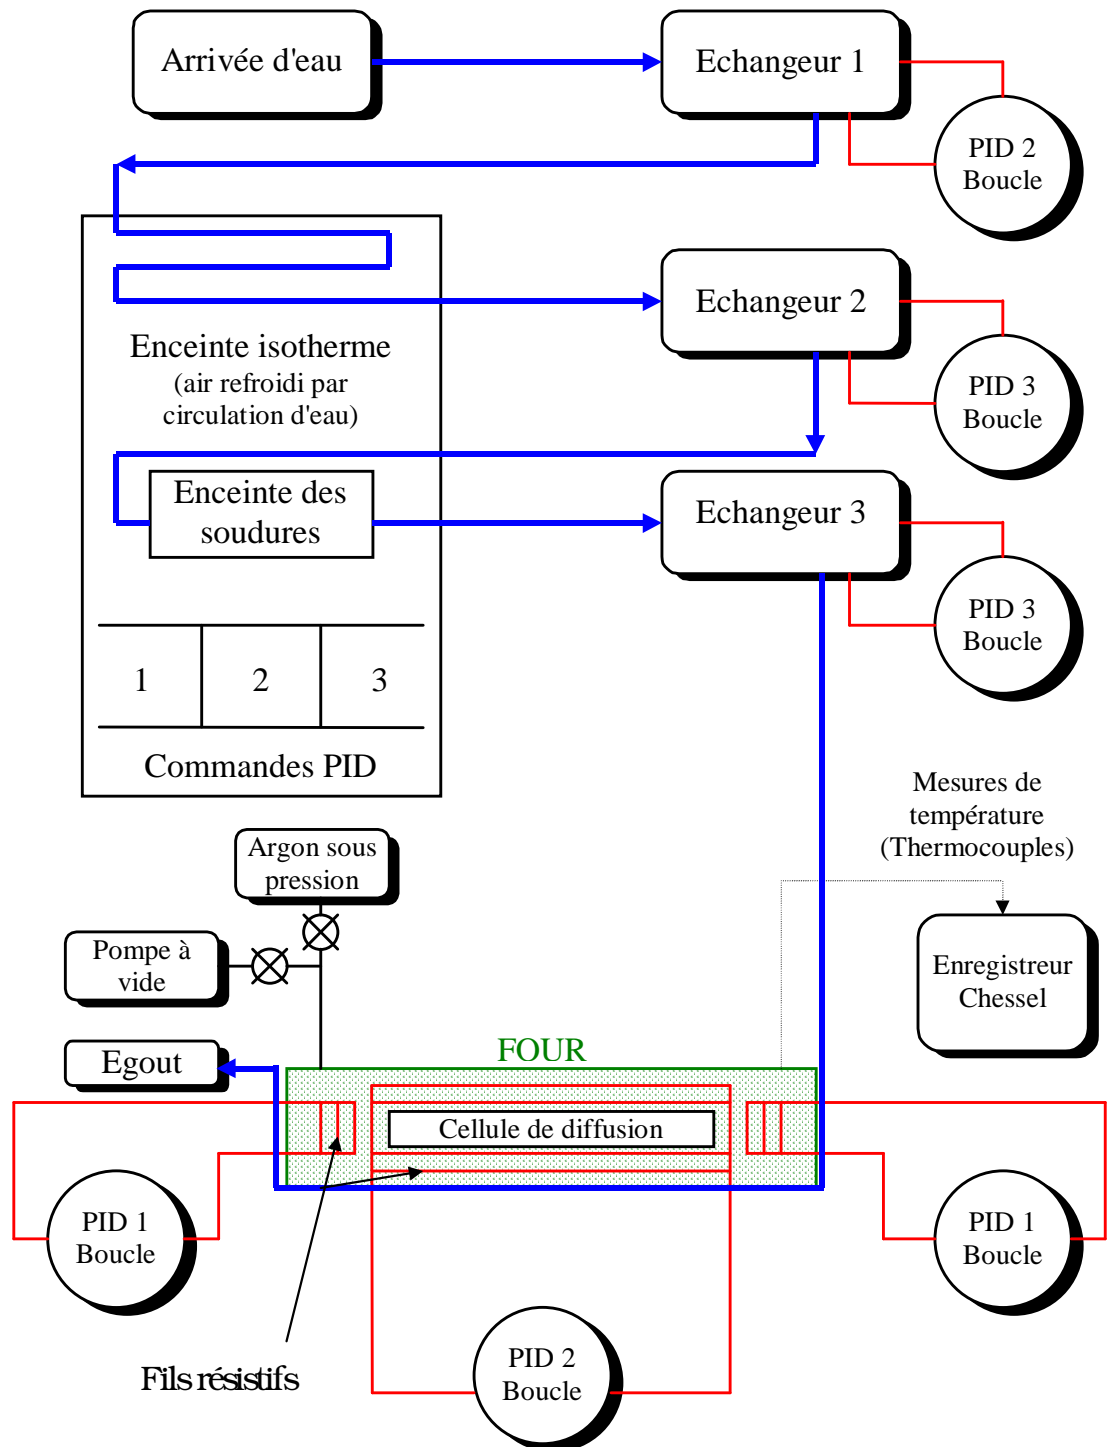 Arrivée d'eau
Echangeur 1
PID 2
Boucle
Echangeur 2
Enceinte isotherme
(air refroidi par
circulation d'eau)
PID 3
Boucle
Enceinte des
soudures
Echangeur 3
PID 3
Boucle
1 2 3
Commandes PID
Mesures de
température
(Thermocouples)
Argon sous
pression
Pompe à
vide
Enregistreur
Chessel
Egout
FOUR
Cellule de diffusion
PID 1
Boucle
PID 1
Boucle
PID 2
Boucle
Fils résistifs